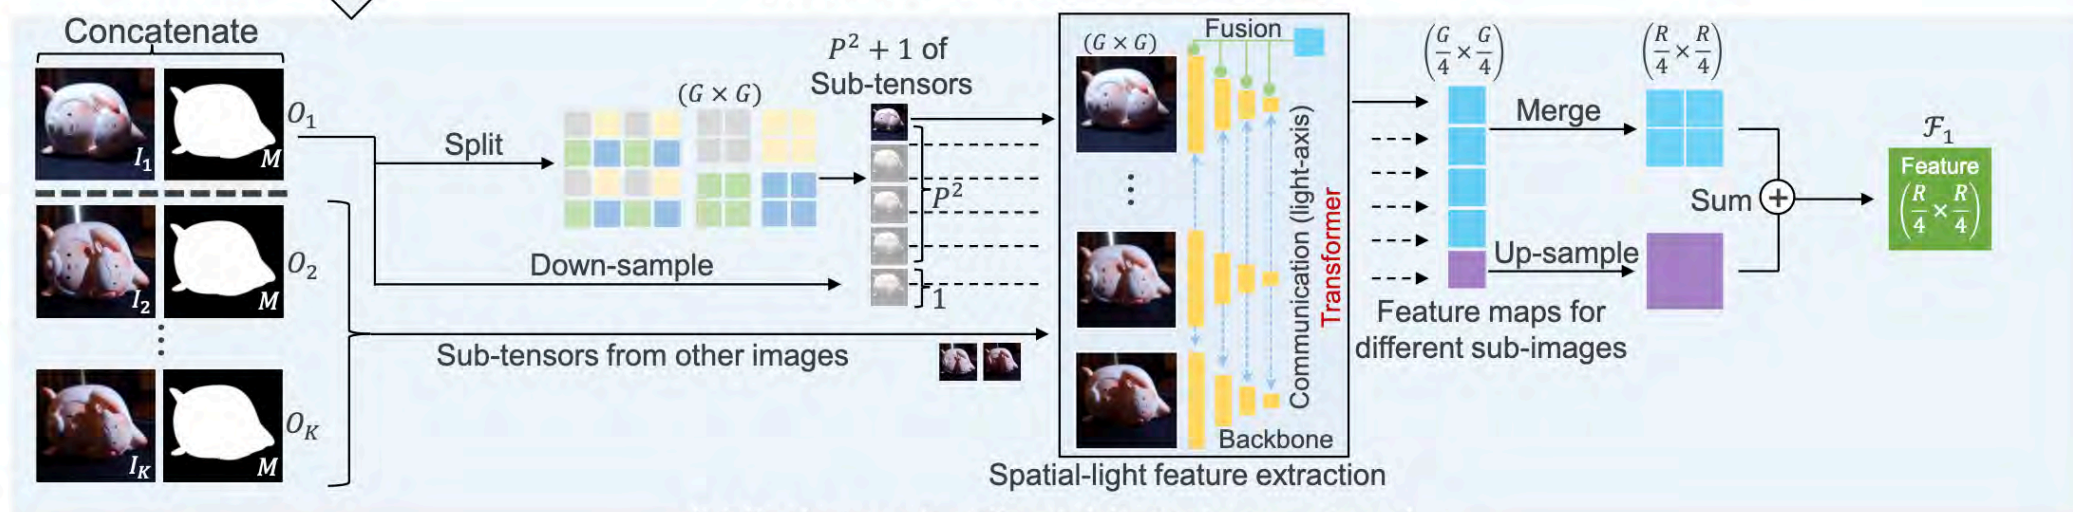 Concatenate
I₁
M
O₁
I₂
M
O₂
I_K
M
O_K
Split
(G × G)
P² + 1 of
Sub-tensors
P²
1
Down-sample
Sub-tensors from other images
(G × G)
Fusion
Communication (light-axis)
Transformer
Backbone
Spatial-light feature extraction
(G/4 × G/4)
Merge
Up-sample
Feature maps for
different sub-images
(R/4 × R/4)
Sum
+
ℱ₁
Feature
(R/4 × R/4)